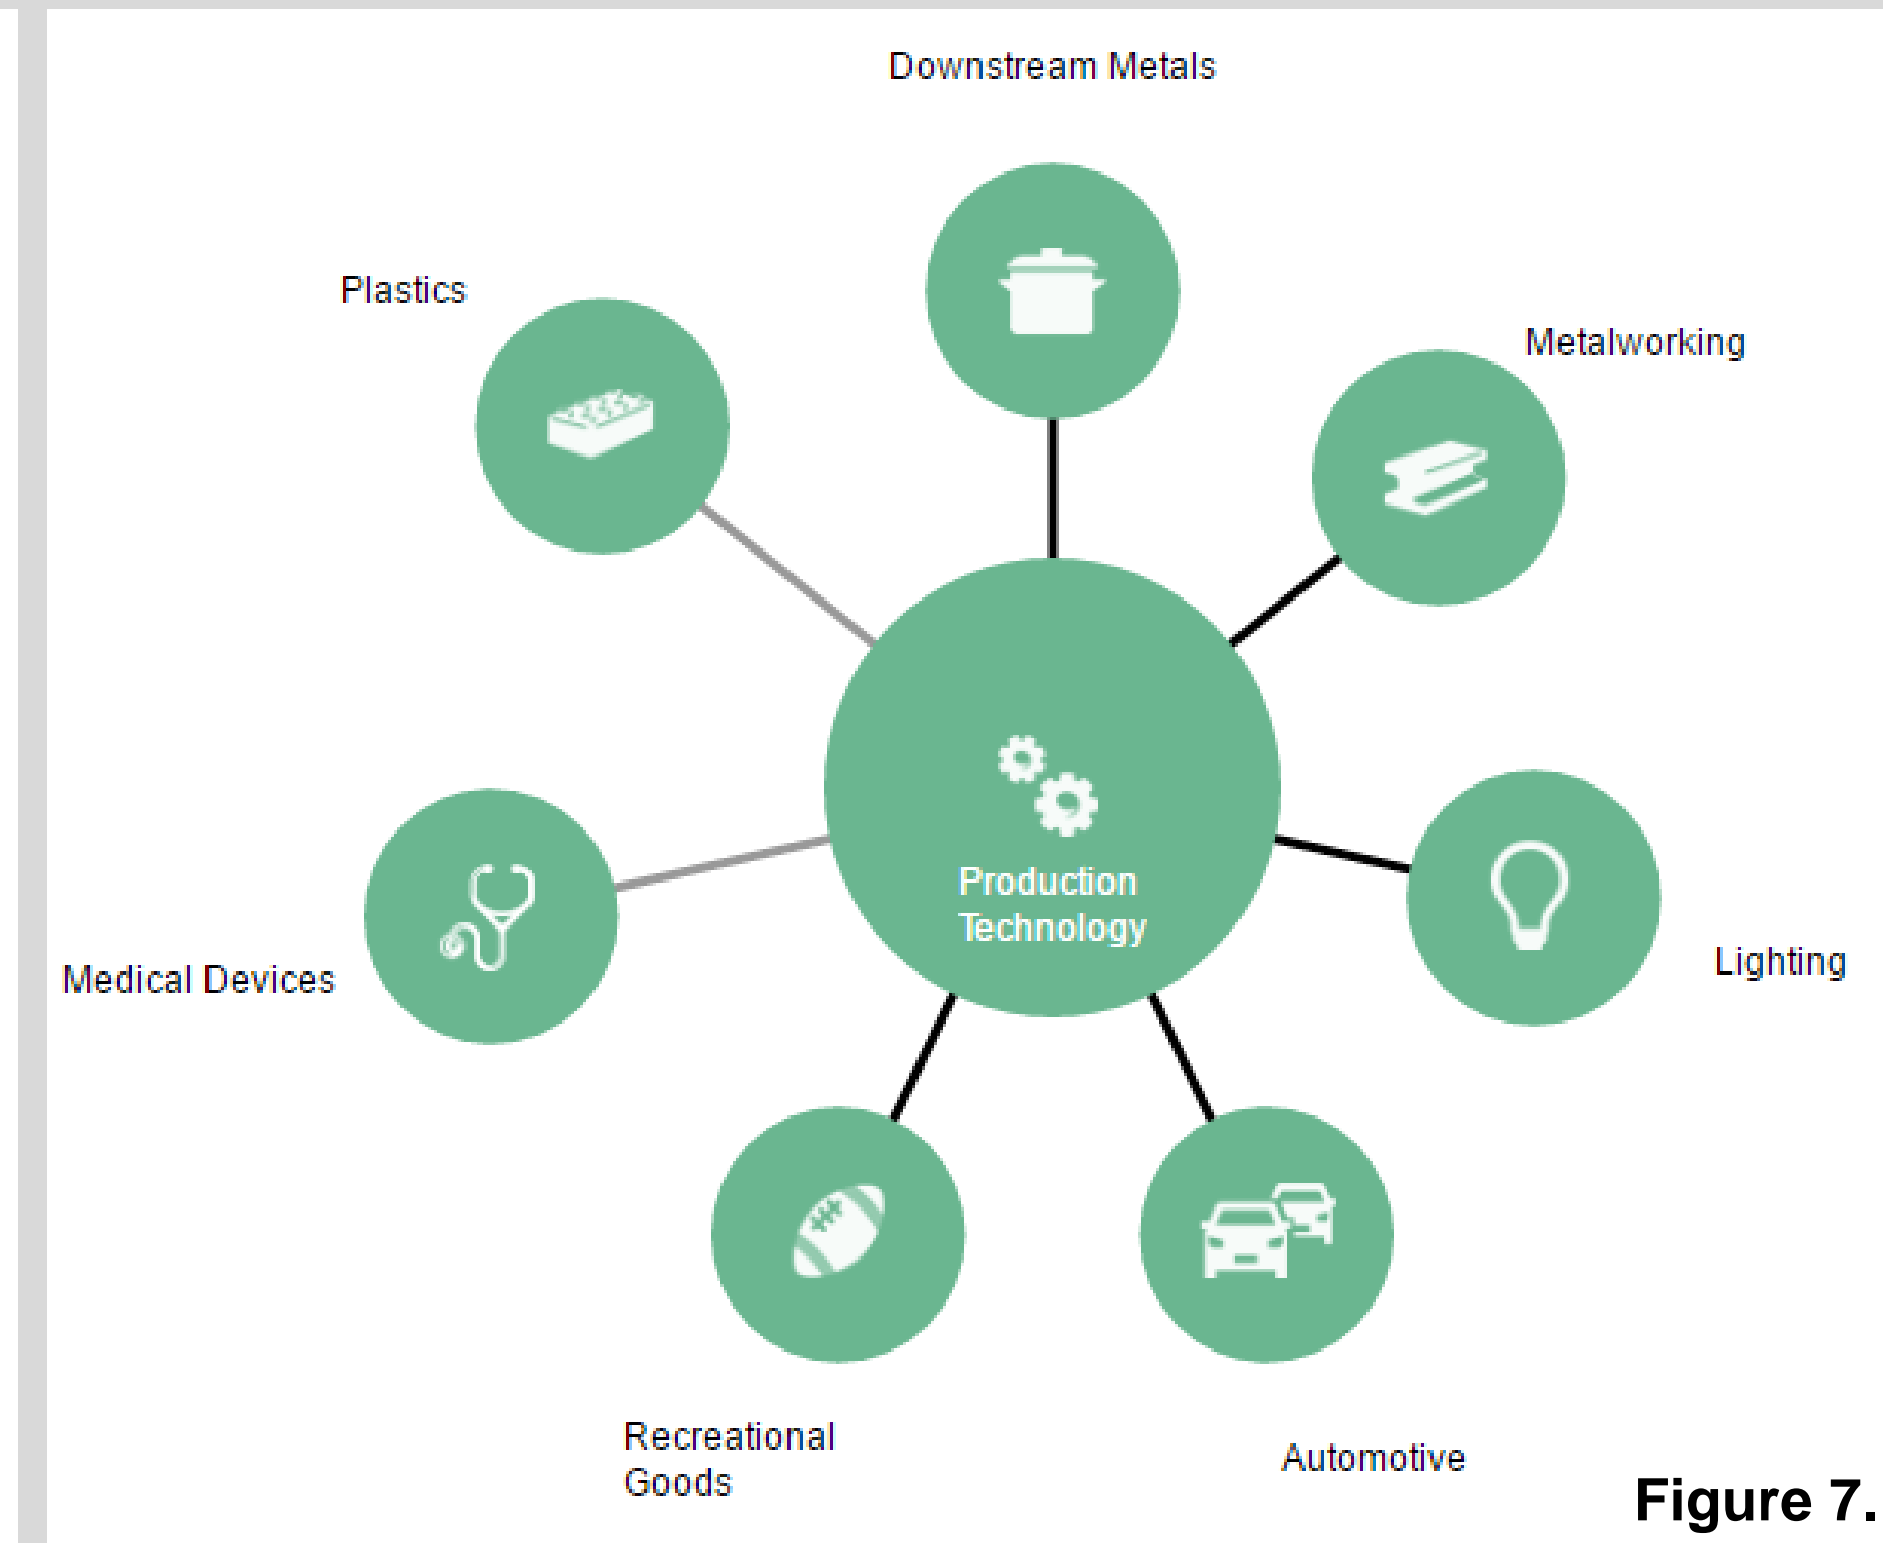 Downstream Metals
Plastics
Metalworking
Production
Technology
Lighting
Medical Devices
Recreational
Goods
Automotive
Figure 7.